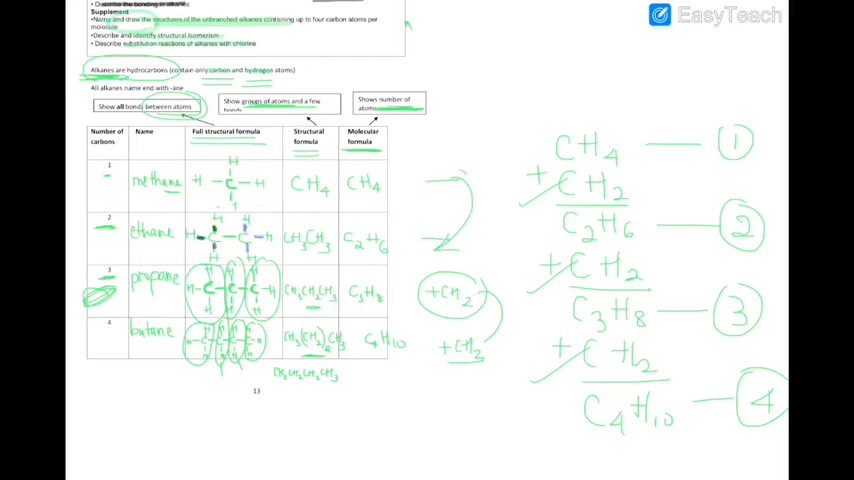 EasyTeach
• Describe the bonding in alkanes
Supplement
•Name and draw the structures of the unbranched alkanes containing up to four carbon atoms per
molecule
•Describe and identify structural Isomerism
• Describe substitution reactions of alkanes with chlorine
Alkanes are hydrocarbons (contain only carbon and hydrogen atoms)
All alkanes name end with -ane
Show all bonds between atoms
Show groups of atoms and a few
bonds
Shows number of
atoms
Number of carbons
Name
Full structural formula
Structural formula
Molecular formula
1
methane
H
H - C - H
CH4
CH4
2
ethane
H H
H - C - C - H
H H
CH3CH3
C2H6
3
propane
H H H
H - C - C - C - H
H H H
CH3CH2CH3
C3H8
4
butane
H H H H
H - C - C - C - C - H
H H H H
CH3(CH2)2CH3
C4H10
CH3CH2CH2CH3
+CH2
+CH2
13
CH4 — 1
+ CH2
C2H6 — 2
+ CH2
C3H8 — 3
+ CH2
C4H10 — 4